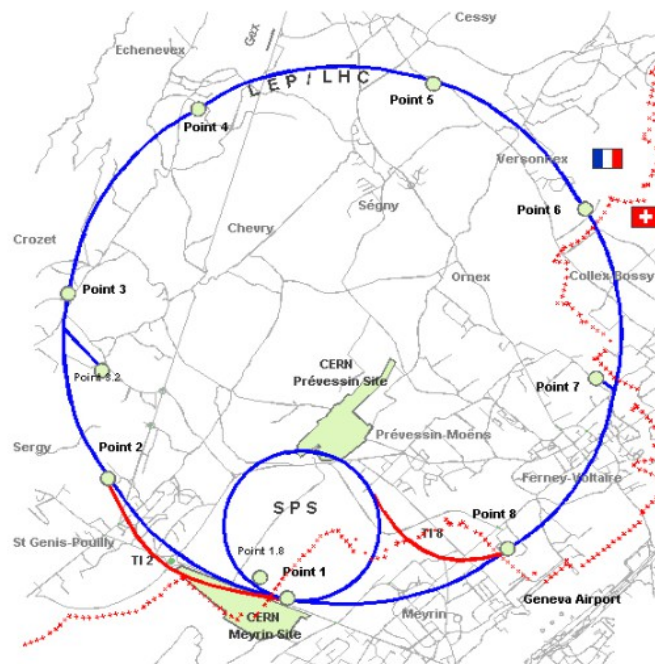 Cessy
Echenevex
Gex
LEP/LHC
Point 5
Point 4
Versonnex
Ségny
Point 6
Crozet
Chevry
Ornex
Collex-Bossy
Point 3
CERN
Prévessin Site
Point 3.2
Point 7
Sergy
Point 2
Prévessin-Moëns
Ferney-Voltaire
SPS
Point 8
St Genis-Pouilly
TI 8
Point 1.8
TI 2
Point 1
Geneva Airport
CERN
Meyrin Site
Meyrin